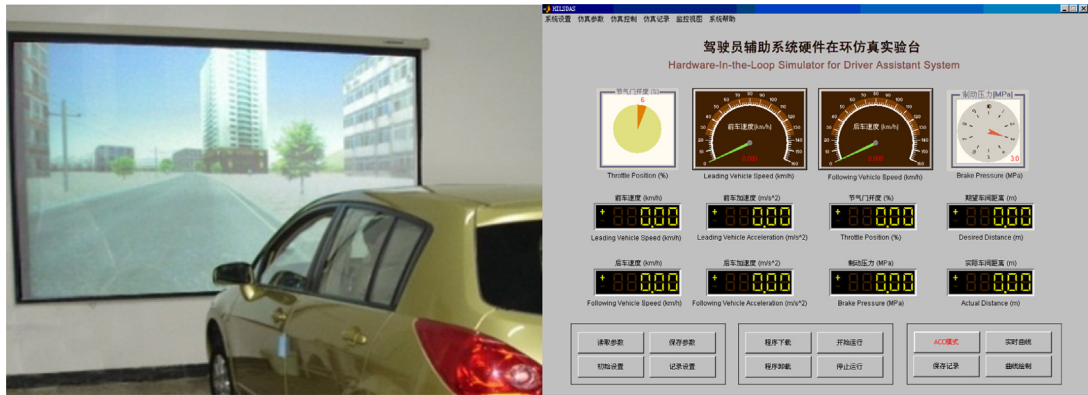 HILSDAS
系统设置 仿真参数 仿真控制 仿真记录 监控视图 系统帮助
驾驶员辅助系统硬件在环仿真实验台
Hardware-In-the-Loop Simulator for Driver Assistant System
节气门开度 (%)
6
Throttle Position (%)
前车速度(km/h)
0.000
Leading Vehicle Speed (km/h)
后车速度 (km/h)
0.000
Following Vehicle Speed (km/h)
制动压力[MPa]
3.0
Brake Pressure (MPa)
前车速度 (km/h) 前车加速度 (m/s^2) 节气门开度 (%) 期望车间距离 (m)
+ 0.00 + 0.00 + 0.00 + 0.00
Leading Vehicle Speed (km/h) Leading Vehicle Acceleration (m/s^2) Throttle Position (%) Desired Distance (m)
后车速度 (km/h) 后车加速度 (m/s^2) 制动压力 (MPa) 实际车间距离 (m)
+ 0.00 + 0.00 + 0.00 + 0.00
Following Vehicle Speed (km/h) Following Vehicle Acceleration (m/s^2) Brake Pressure (MPa) Actual Distance (m)
读取参数 保存参数 程序下载 开始运行 ACC模式 实时曲线
初始设置 记录设置 程序卸载 停止运行 保存记录 曲线绘制